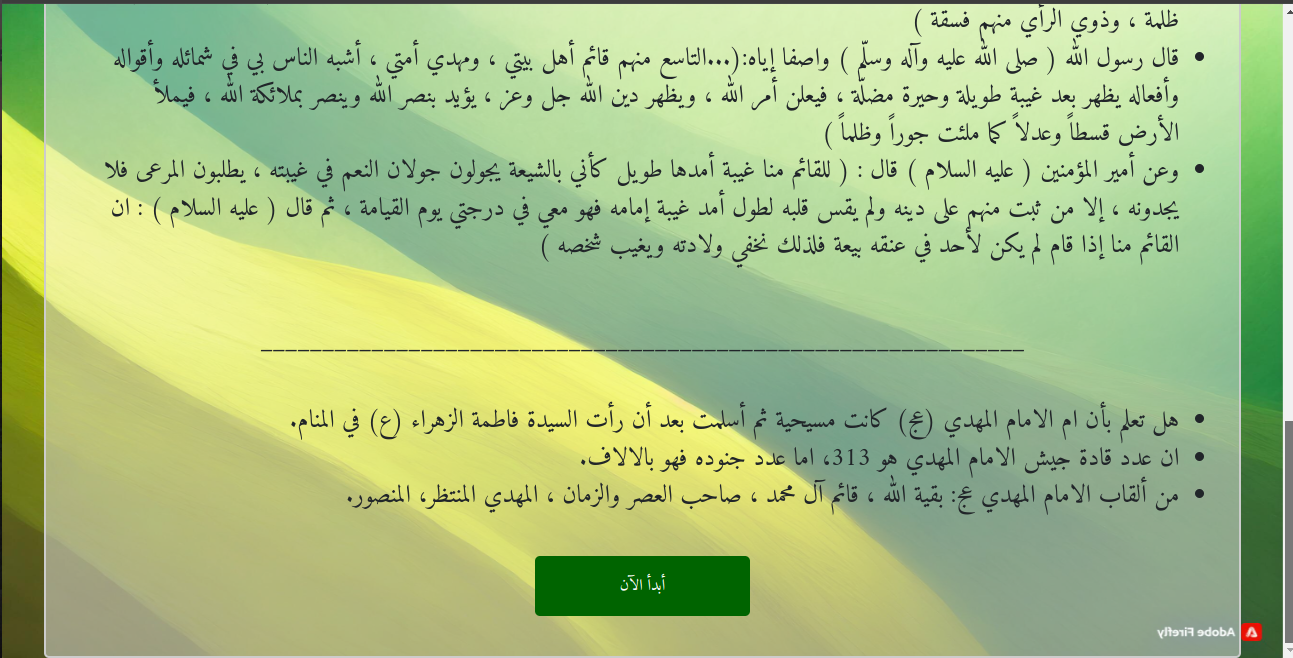 ظلمة ، وذوي الرأي منهم فسقة )
قال رسول الله ( صلى الله عليه وآله وسلّم ) واصفا إياه:(...التاسع منهم قائم أهل بيتي ، ومهدي أمتي ، أشبه الناس بي في شمائله وأقواله
وأفعاله يظهر بعد غيبة طويلة وحيرة مضلّة ، فيعلن أمر الله ، ويظهر دين الله جل وعز ، يؤيد بنصر الله وينصر بملائكة الله ، فيملأ
الأرض قسطاً وعدلاً كما ملئت جوراً وظلماً )
وعن أمير المؤمنين ( عليه السلام ) قال : ( للقائم منا غيبة أمدها طويل كأني بالشيعة يجولون جولان النعم في غيبته ، يطلبون المرعى فلا
يجدونه ، إلا من ثبت منهم على دينه ولم يقس قلبه لطول أمد غيبة إمامه فهو معي في درجتي يوم القيامة ، ثم قال ( عليه السلام ) : ان
القائم منا إذا قام لم يكن لأحد في عنقه بيعة فلذلك نخفي ولادته ويغيب شخصه )
هل تعلم بأن ام الامام المهدي (عج) كانت مسيحية ثم أسلمت بعد أن رأت السيدة فاطمة الزهراء (ع) في المنام.
ان عدد قادة جيش الامام المهدي هو 313، اما عدد جنوده فهو بالالاف.
من ألقاب الامام المهدي عج: بقية الله ، قائم آل محمد ، صاحب العصر والزمان ، المهدي المنتظر، المنصور.
أبدأ الآن
Adobe Firefly